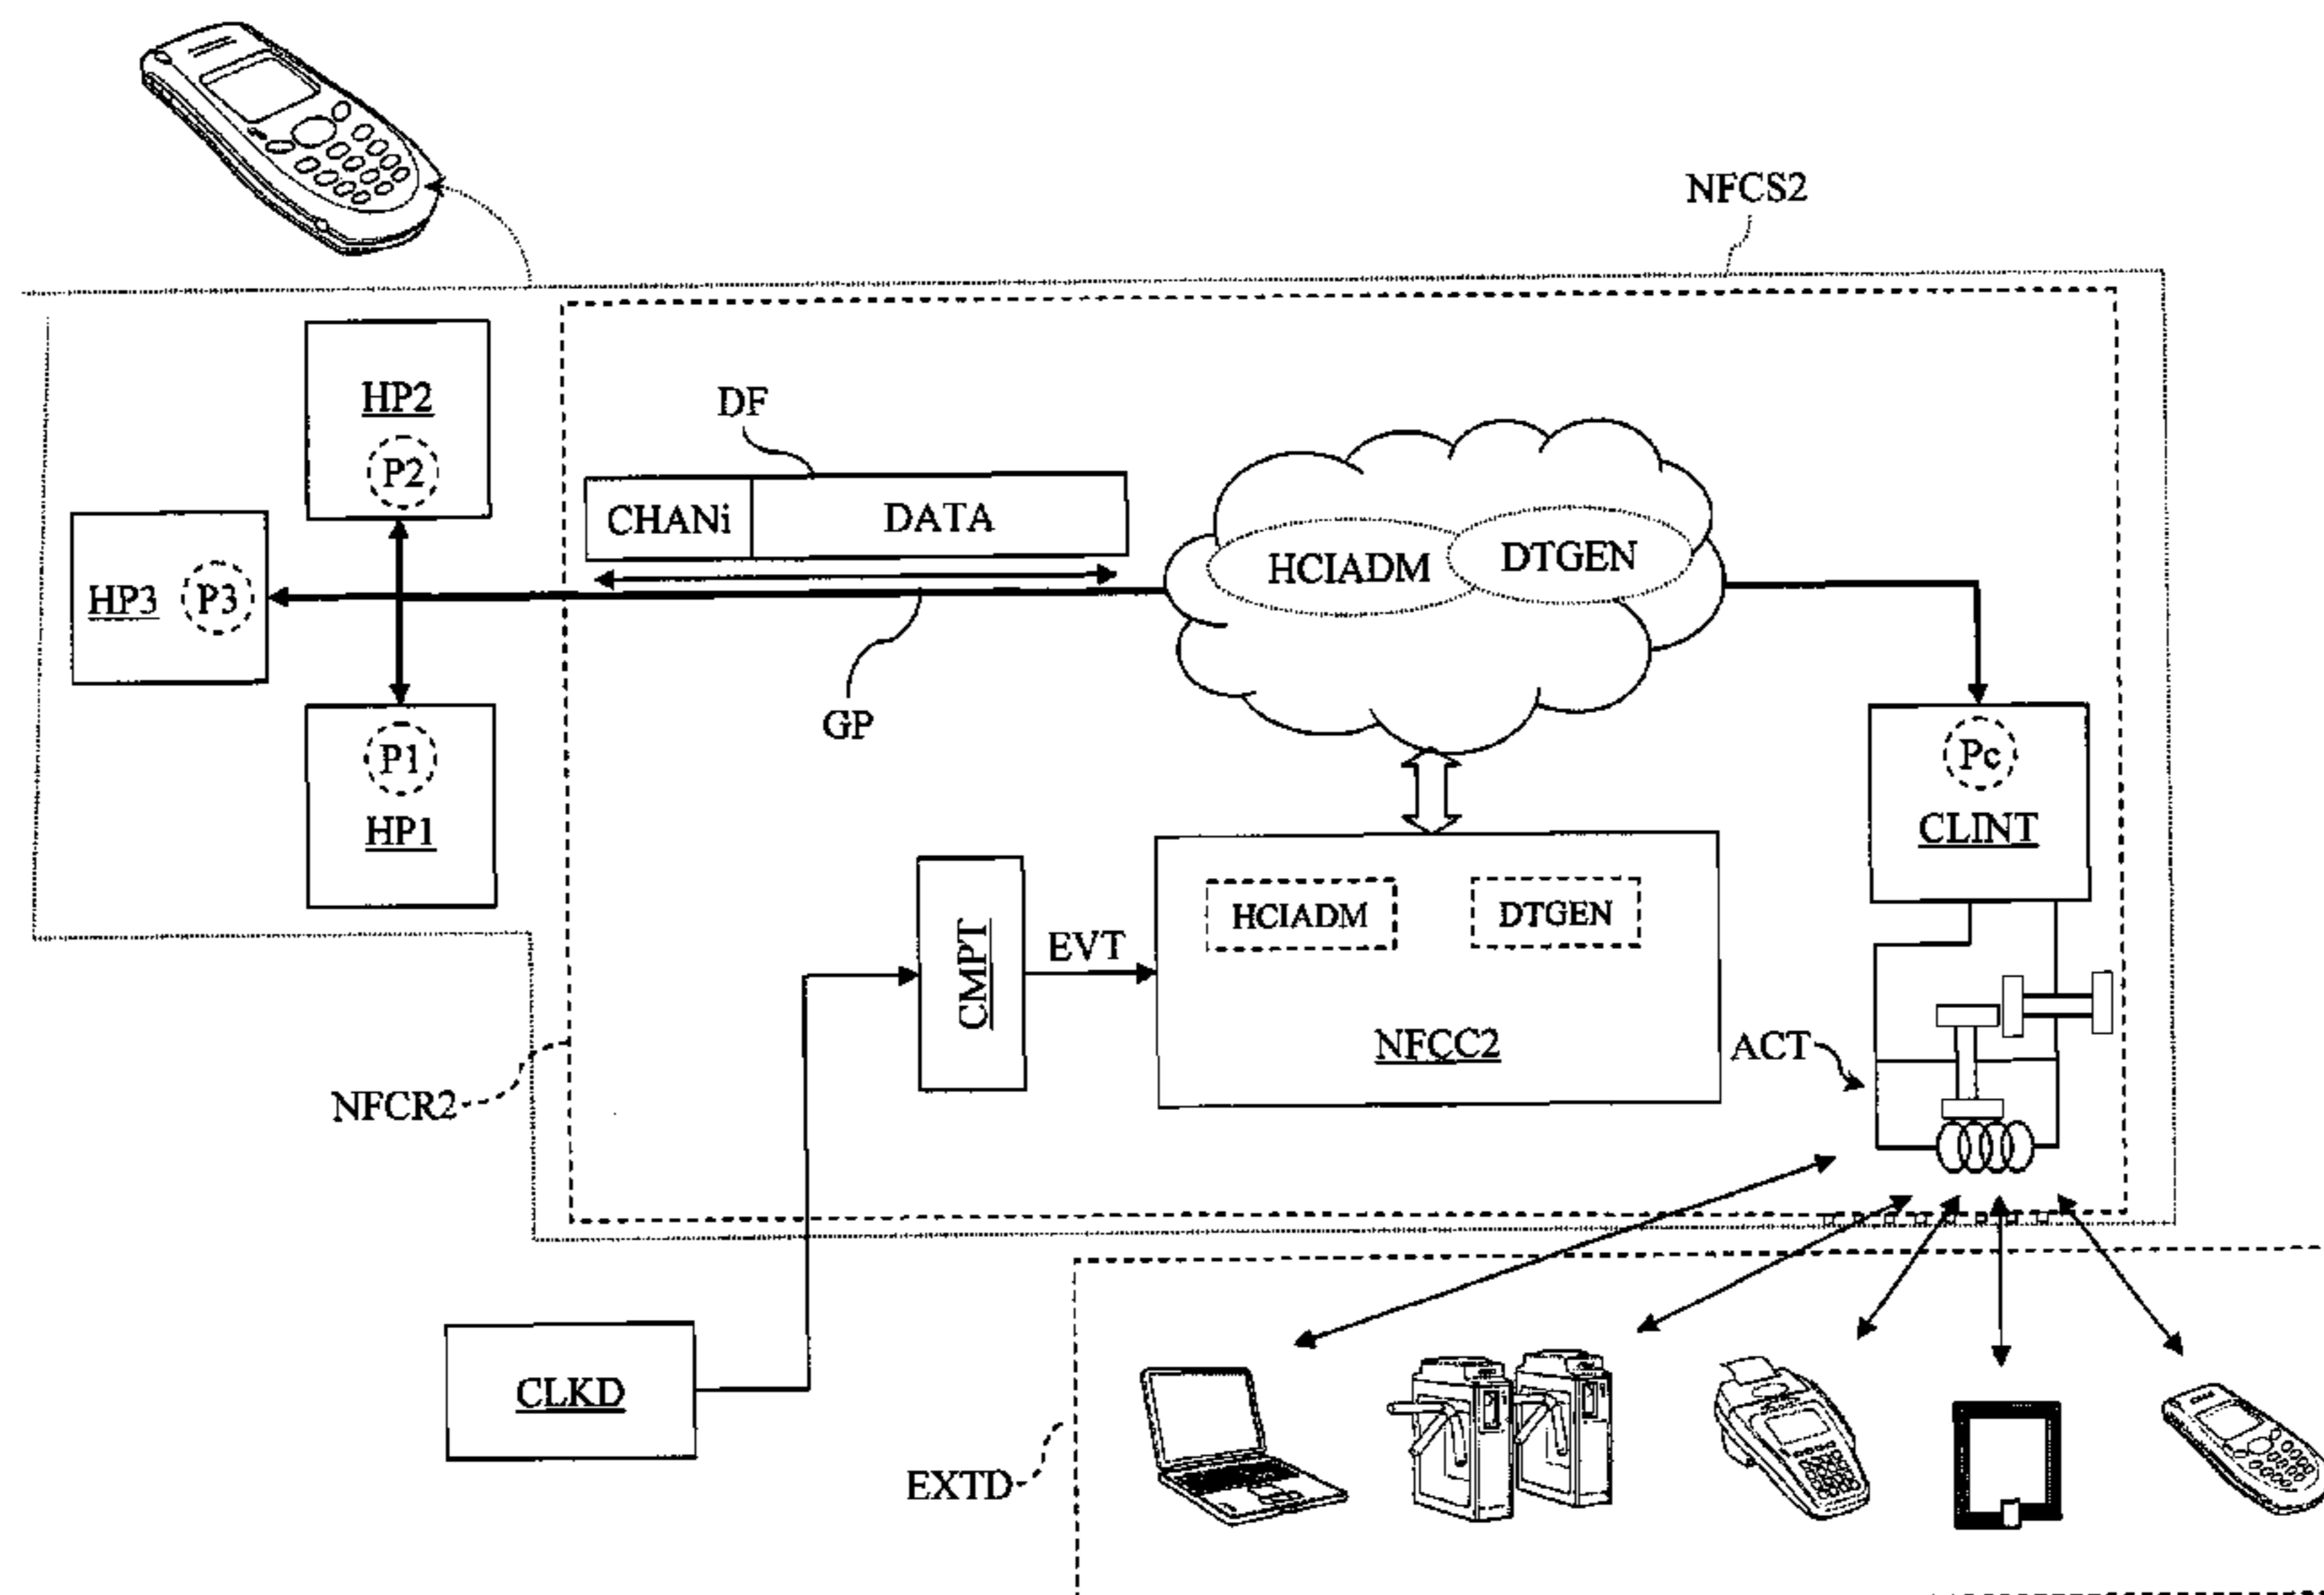 NFCS2
HP2
P2
DF
CHANi DATA
HCIADM DTGEN
HP3 P3
GP
P1
HP1
Pc
CLINT
HCIADM DTGEN
CMPT
EVT
NFCC2
ACT
NFCR2
CLKD
EXTD